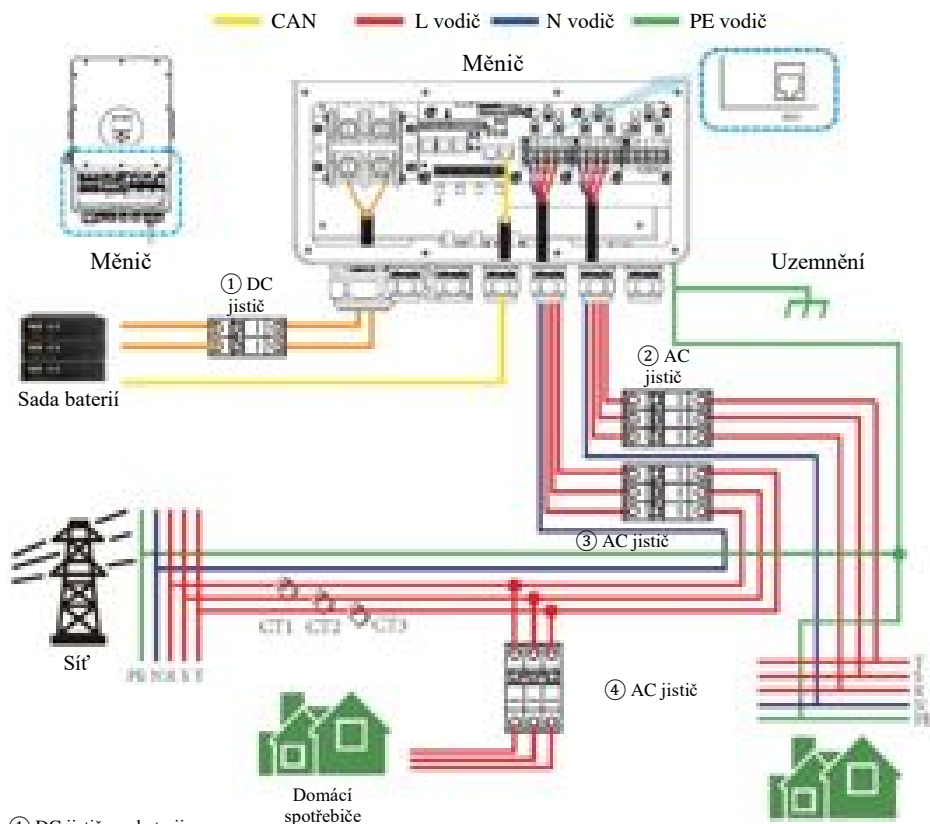 CAN
L vodič
N vodič
PE vodič
Měnič
Měnič
Uzemnění
① DC
jistič
② AC
jistič
Sada baterií
③ AC jistič
CT1 CT2 CT3
Síť
PE N R S T
④ AC jistič
Domácí
spotřebiče